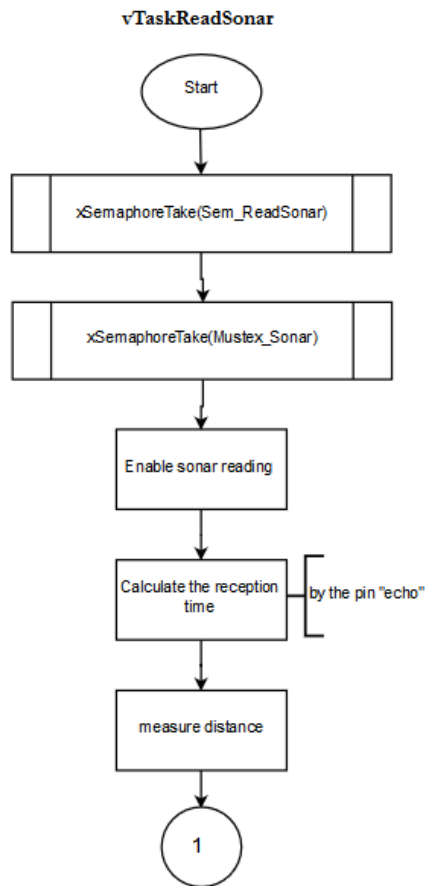 vTaskReadSonar
Start
xSemaphoreTake(Sem_ReadSonar)
xSemaphoreTake(Mustex_Sonar)
Enable sonar reading
Calculate the reception
time
by the pin "echo"
measure distance
1